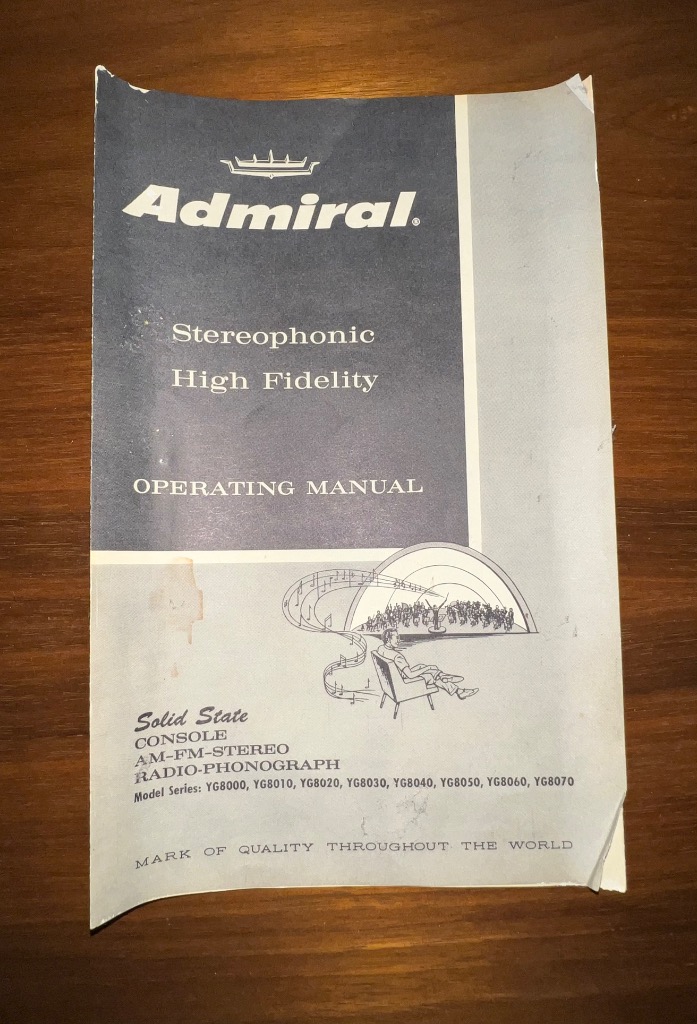 Admiral®
Stereophonic
High Fidelity
OPERATING MANUAL
Solid State
CONSOLE
AM-FM-STEREO
RADIO-PHONOGRAPH
Model Series: YG8000, YG8010, YG8020, YG8030, YG8040, YG8050, YG8060, YG8070
MARK OF QUALITY THROUGHOUT THE WORLD